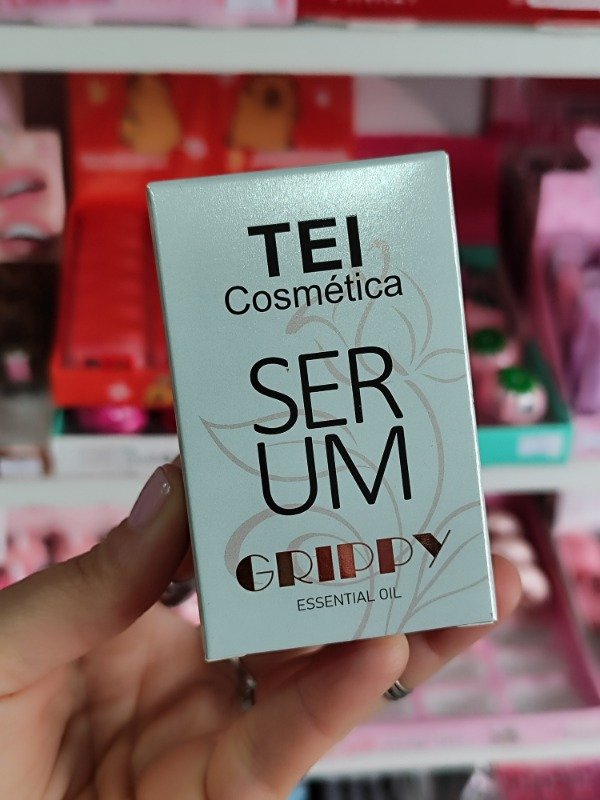 TEI
Cosmética
SER
UM
GRIPPY
ESSENTIAL OIL